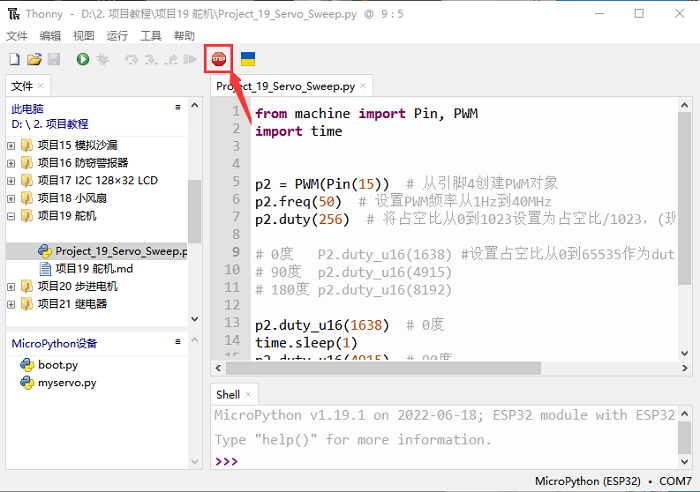 Thonny - D:\2. 项目教程\项目19 舵机\Project_19_Servo_Sweep.py @ 9 : 5
文件 编辑 视图 运行 工具 帮助
STOP
文件
此电脑
D: \ 2. 项目教程
项目15 模拟沙漏
项目16 防窃警报器
项目17 I2C 128×32 LCD
项目18 小风扇
项目19 舵机
Project_19_Servo_Sweep.p
项目19 舵机.md
项目20 步进电机
项目21 继电器
MicroPython设备
boot.py
myservo.py
Project_19_Servo_Sweep.py
1 from machine import Pin, PWM
2 import time
3
4
5 p2 = PWM(Pin(15)) # 从引脚4创建PWM对象
6 p2.freq(50) # 设置PWM频率从1Hz到40MHz
7 p2.duty(256) # 将占空比从0到1023设置为占空比/1023，(现
8
9 # 0度 P2.duty_u16(1638) #设置占空比从0到65535作为dut
10 # 90度 p2.duty_u16(4915)
11 # 180度 p2.duty_u16(8192)
12
13 p2.duty_u16(1638) # 0度
14 time.sleep(1)
15 p2.duty_u16(4915) # 90度
Shell
MicroPython v1.19.1 on 2022-06-18; ESP32 module with ESP32
Type "help()" for more information.
>>>
MicroPython (ESP32) • COM7